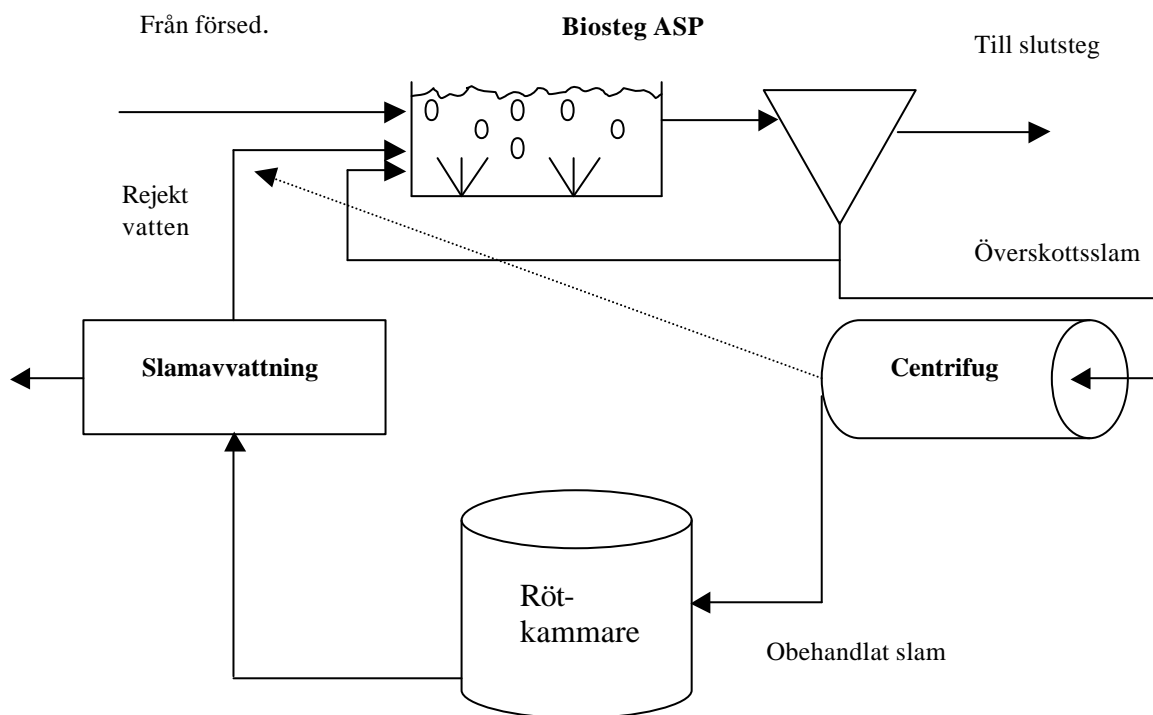 Från försed.
Biosteg ASP
Till slutsteg
Rejekt
vatten
Överskottsslam
Slamavvattning
Centrifug
Röt-
kammare
Obehandlat slam